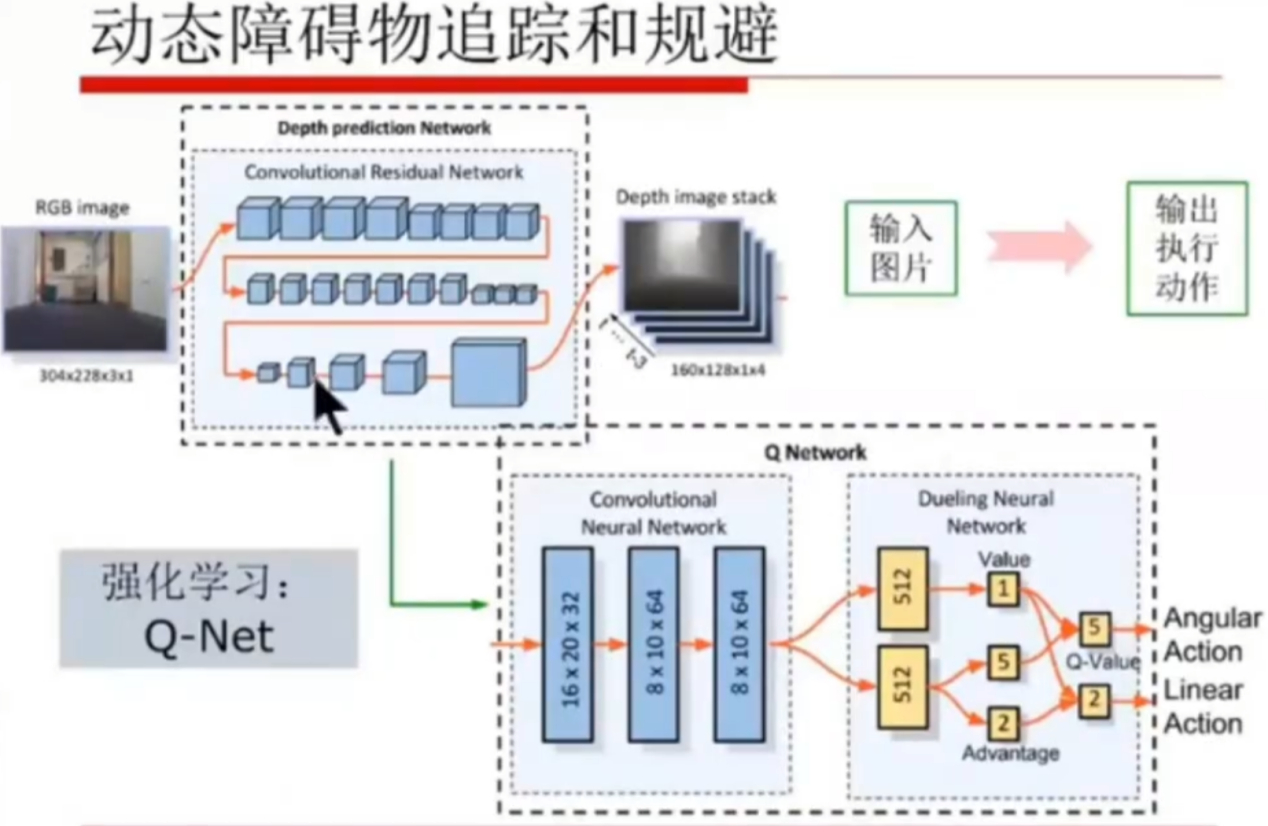 动态障碍物追踪和规避
Depth prediction Network
Convolutional Residual Network
RGB image
304x228x3x1
Depth image stack
t ... t-3
160x128x1x4
输入
图片
输出
执行
动作
强化学习：
Q-Net
Q Network
Convolutional
Neural Network
16 x 20 x 32
8 x 10 x 64
8 x 10 x 64
Dueling Neural
Network
512
512
Value
1
5
2
Advantage
5
Q-Value
2
Angular
Action
Linear
Action